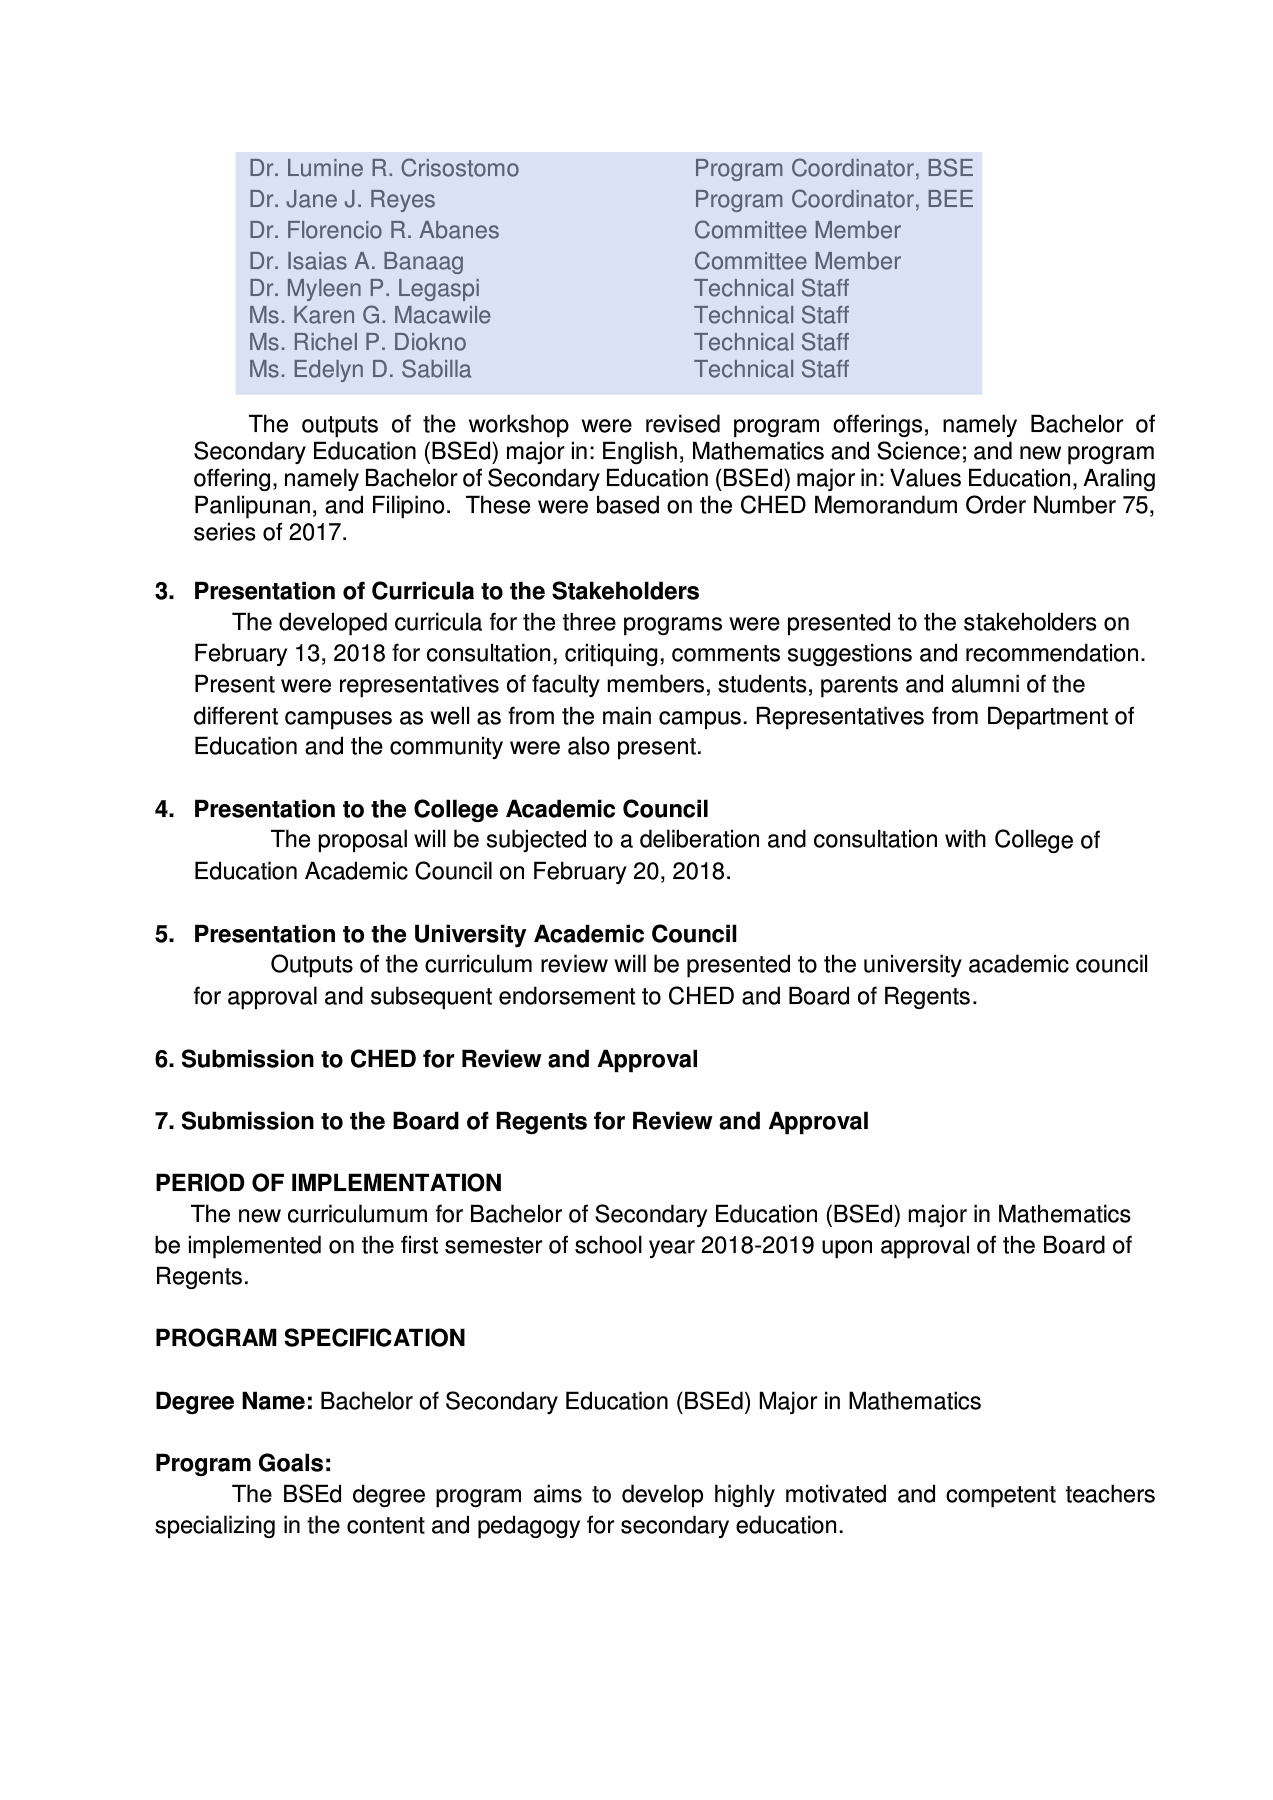 Dr. Lumine R. Crisostomo Program Coordinator, BSE
Dr. Jane J. Reyes Program Coordinator, BEE
Dr. Florencio R. Abanes Committee Member
Dr. Isaias A. Banaag Committee Member
Dr. Myleen P. Legaspi Technical Staff
Ms. Karen G. Macawile Technical Staff
Ms. Richel P. Diokno Technical Staff
Ms. Edelyn D. Sabilla Technical Staff
The outputs of the workshop were revised program offerings, namely Bachelor of
Secondary Education (BSEd) major in: English, Mathematics and Science; and new program
offering, namely Bachelor of Secondary Education (BSEd) major in: Values Education, Araling
Panlipunan, and Filipino. These were based on the CHED Memorandum Order Number 75,
series of 2017.
3. Presentation of Curricula to the Stakeholders
The developed curricula for the three programs were presented to the stakeholders on
February 13, 2018 for consultation, critiquing, comments suggestions and recommendation.
Present were representatives of faculty members, students, parents and alumni of the
different campuses as well as from the main campus. Representatives from Department of
Education and the community were also present.
4. Presentation to the College Academic Council
The proposal will be subjected to a deliberation and consultation with College of
Education Academic Council on February 20, 2018.
5. Presentation to the University Academic Council
Outputs of the curriculum review will be presented to the university academic council
for approval and subsequent endorsement to CHED and Board of Regents.
6. Submission to CHED for Review and Approval
7. Submission to the Board of Regents for Review and Approval
PERIOD OF IMPLEMENTATION
The new curriculumum for Bachelor of Secondary Education (BSEd) major in Mathematics
be implemented on the first semester of school year 2018-2019 upon approval of the Board of
Regents.
PROGRAM SPECIFICATION
Degree Name: Bachelor of Secondary Education (BSEd) Major in Mathematics
Program Goals:
The BSEd degree program aims to develop highly motivated and competent teachers
specializing in the content and pedagogy for secondary education.